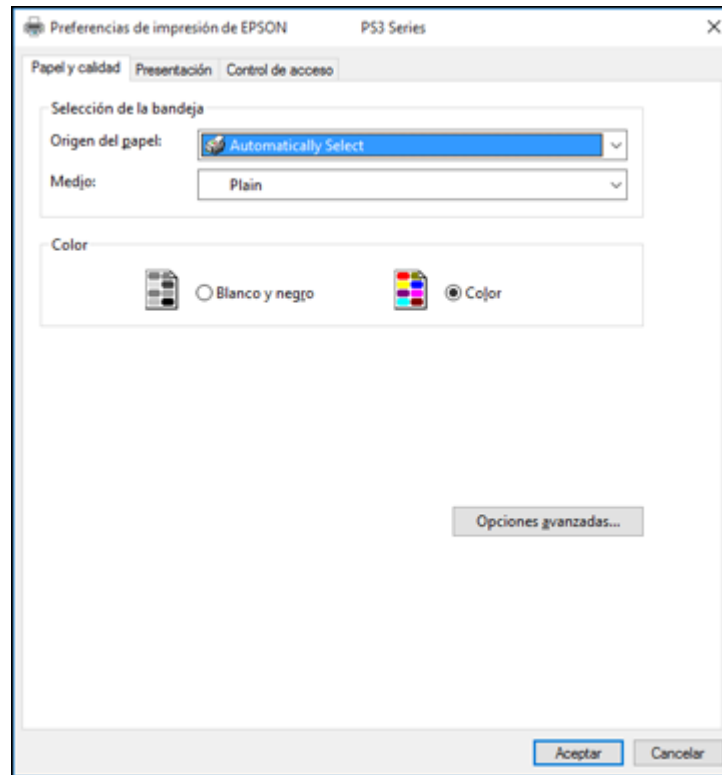 Preferencias de impresión de EPSON PS3 Series
Papel y calidad Presentación Control de acceso
Selección de la bandeja
Origen del papel: Automatically Select
Medio: Plain
Color
Blanco y negro Color
Opciones avanzadas...
Aceptar Cancelar